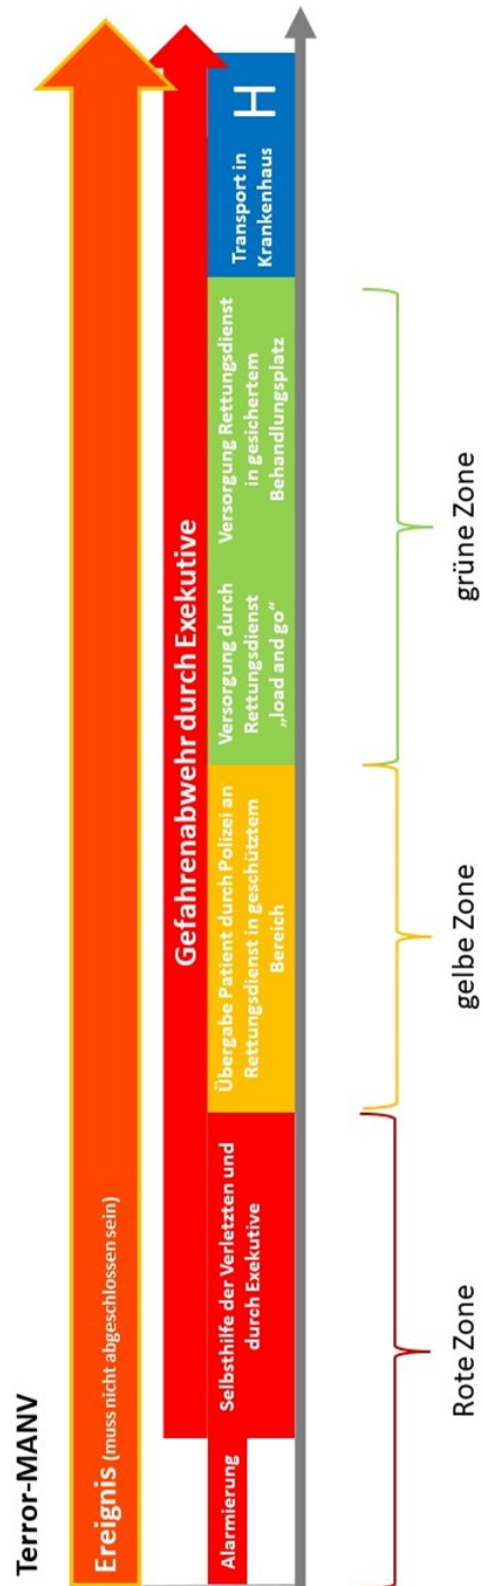 Terror-MANV
Ereignis (muss nicht abgeschlossen sein)
Gefahrenabwehr durch Exekutive
Alarmierung
Selbsthilfe der Verletzten und
durch Exekutive
Übergabe Patient durch Polizei an
Rettungsdienst in geschütztem
Bereich
Versorgung durch
Rettungsdienst
„load and go“
Versorgung Rettungsdienst
in gesichertem
Behandlungsplatz
Transport in
Krankenhaus
H
Rote Zone
gelbe Zone
grüne Zone